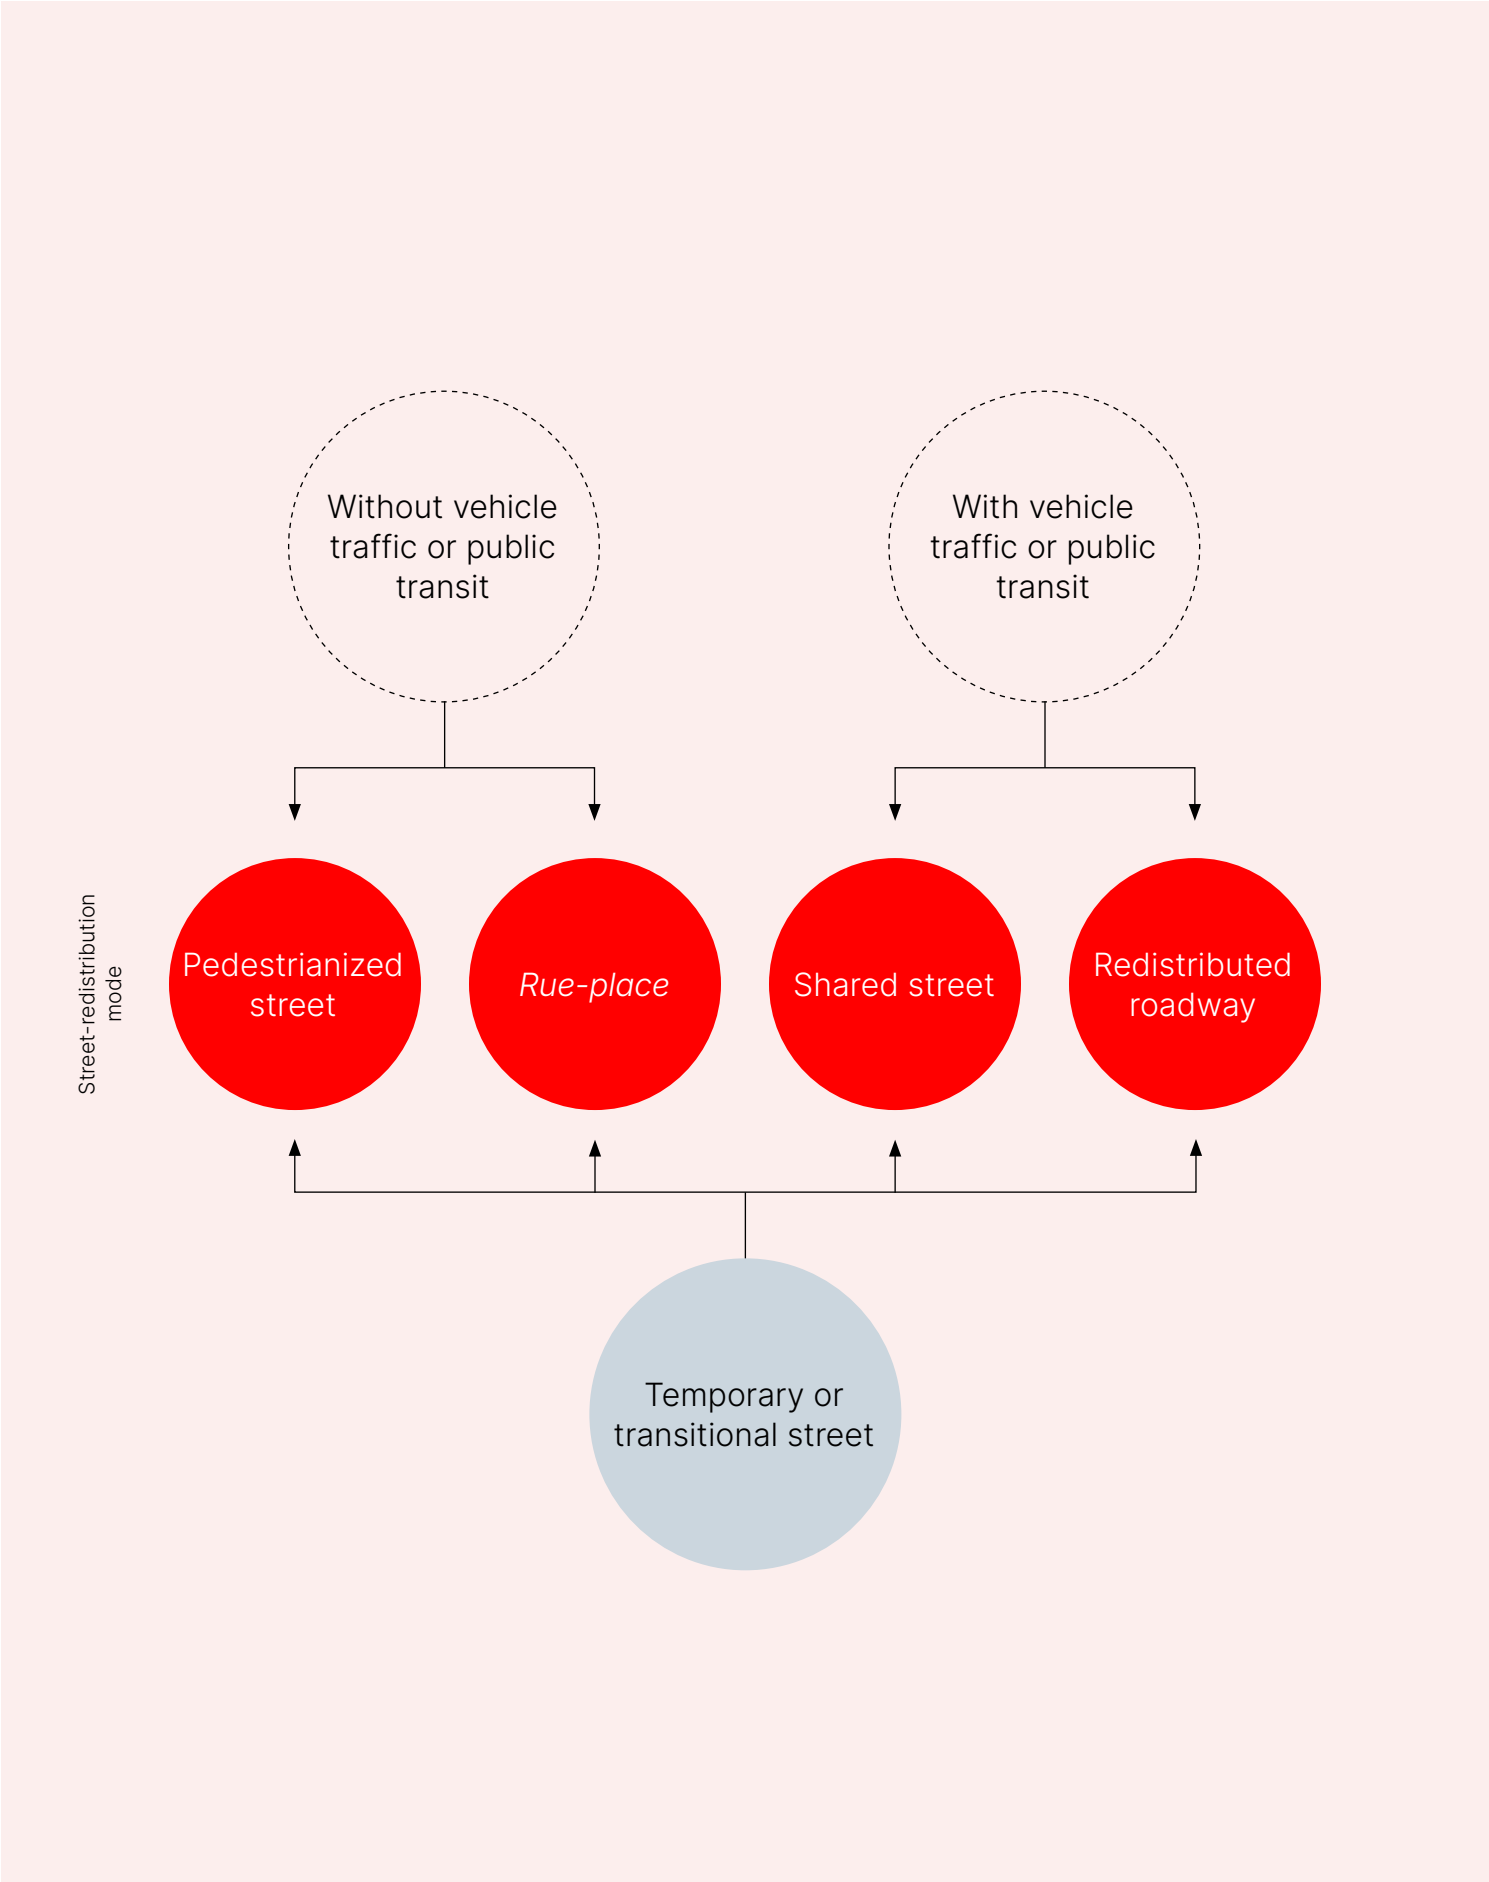 Without vehicle
traffic or public
transit
With vehicle
traffic or public
transit
Street-redistribution
mode
Pedestrianized
street
Rue-place
Shared street
Redistributed
roadway
Temporary or
transitional street